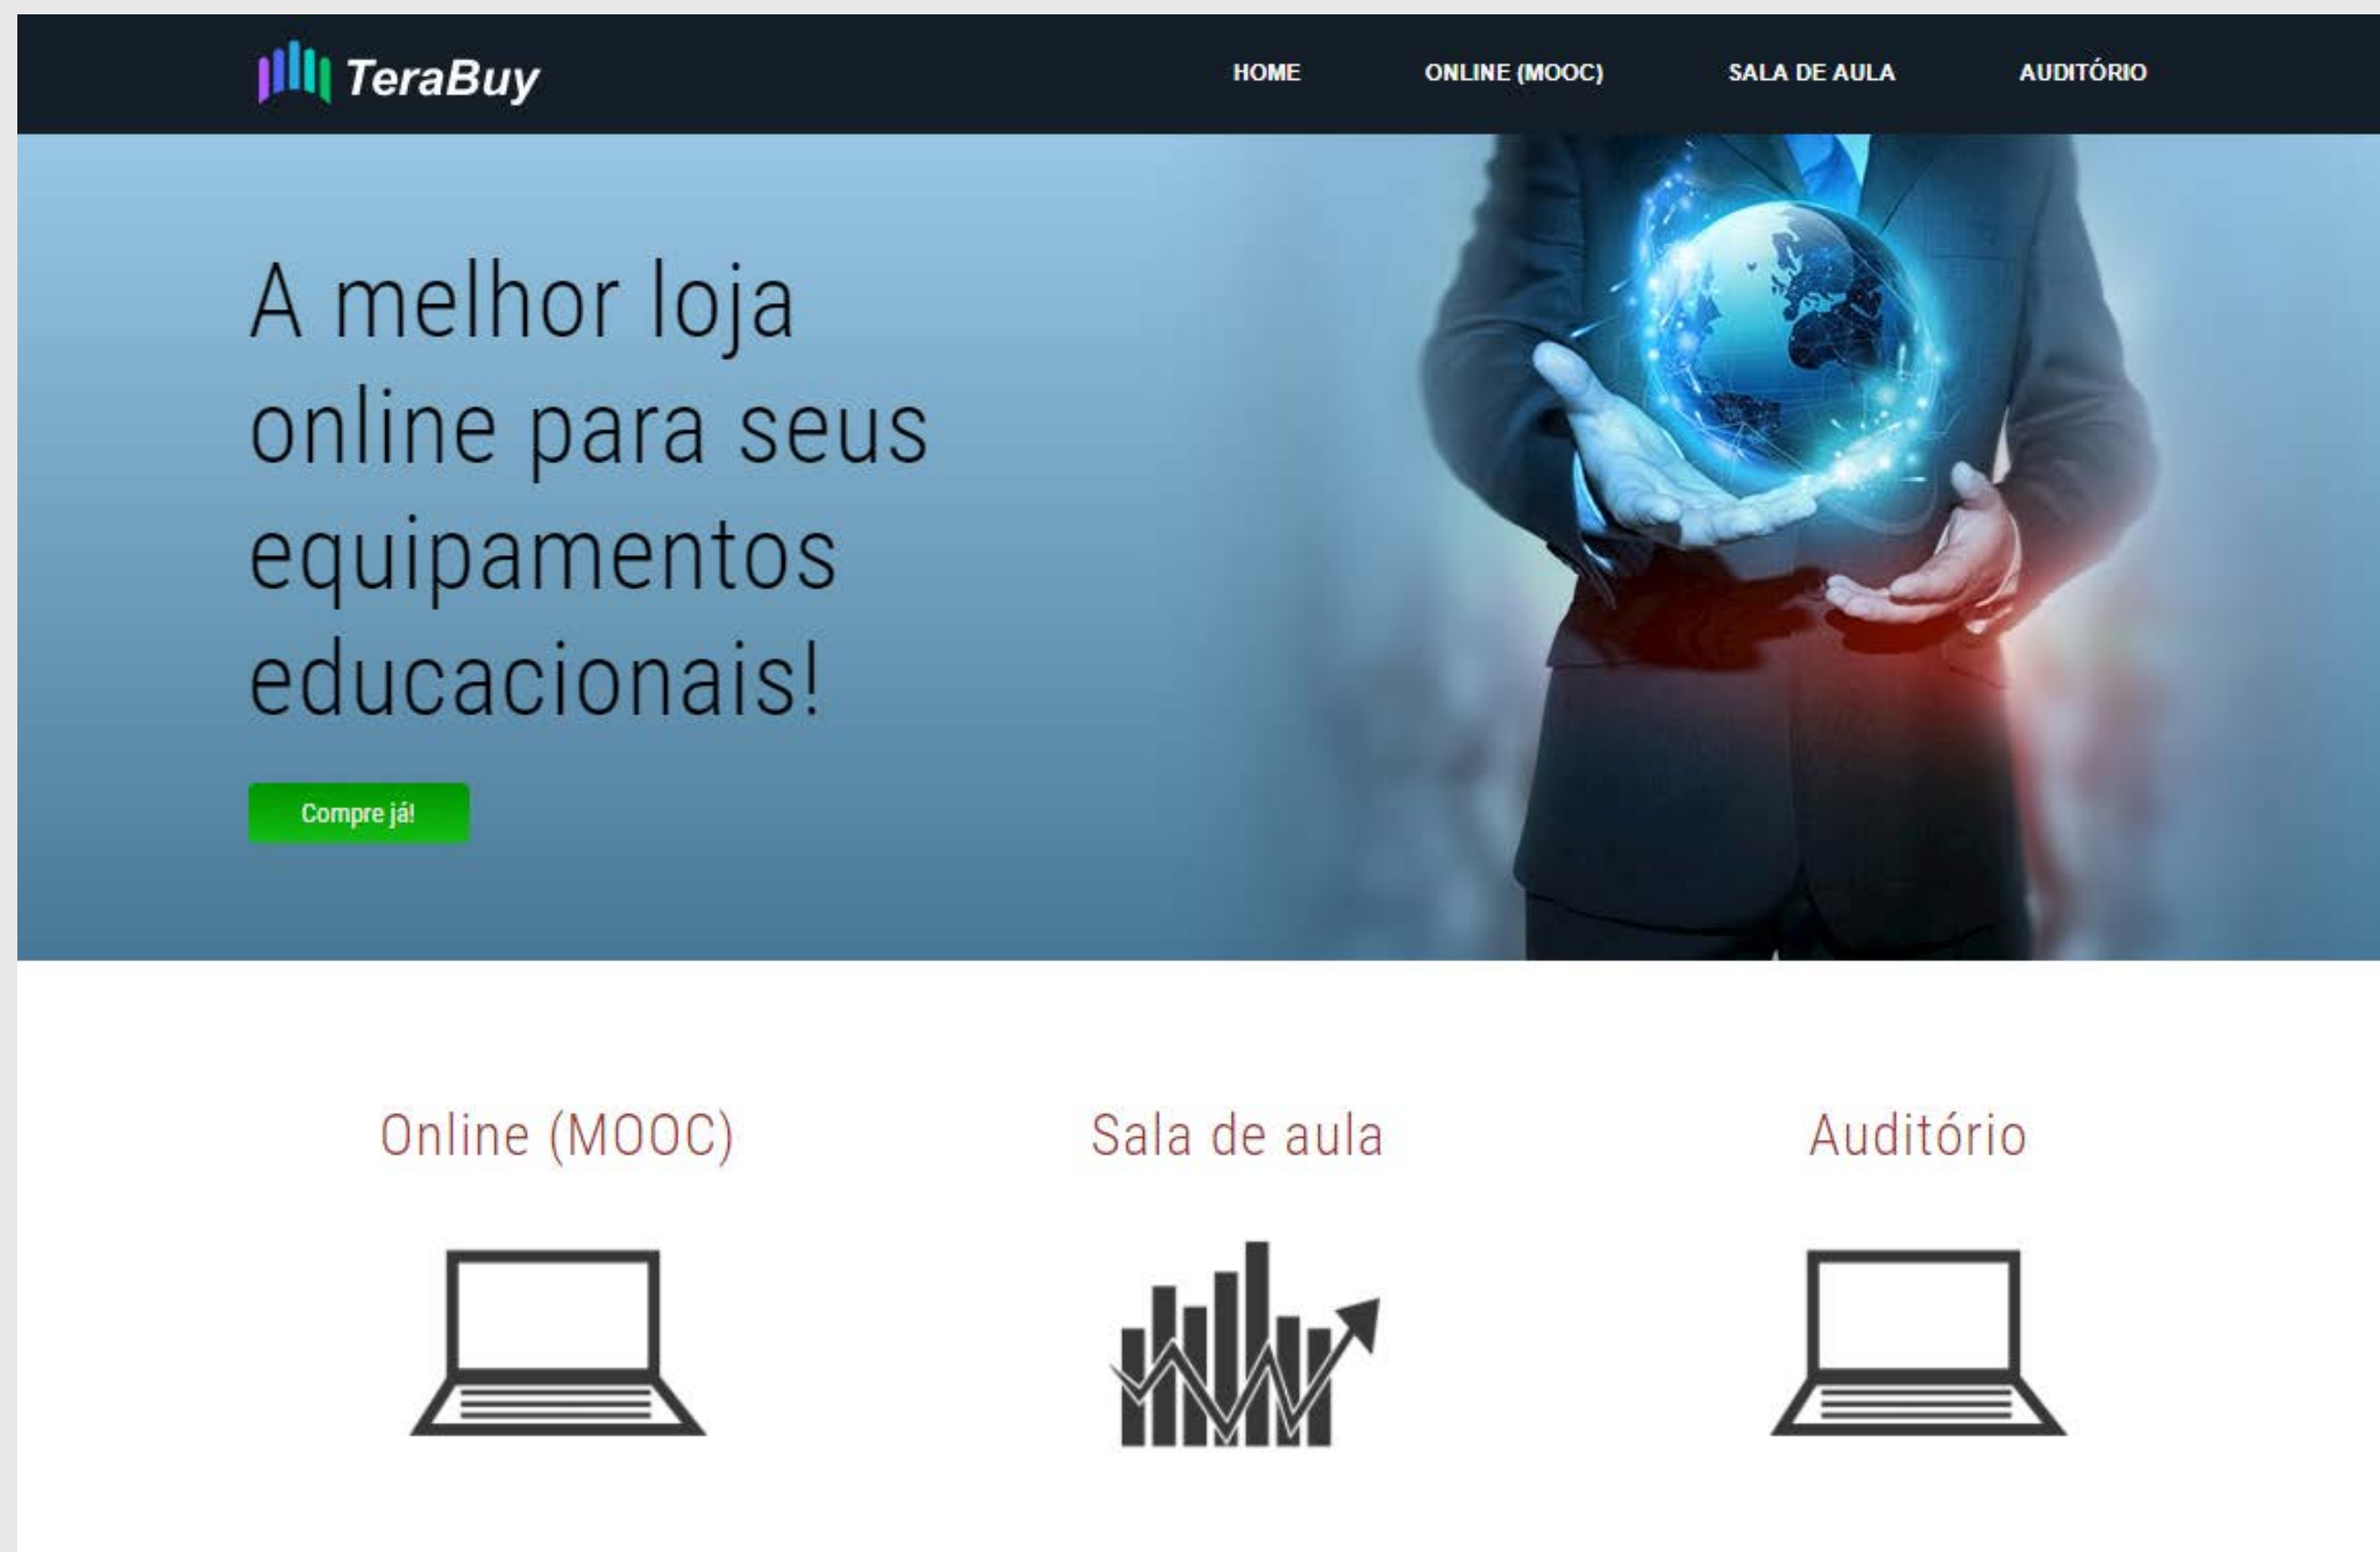 TeraBuy
HOME
ONLINE (MOOC)
SALA DE AULA
AUDITÓRIO
A melhor loja
online para seus
equipamentos
educacionais!
Compre já!
Online (MOOC)
Sala de aula
Auditório